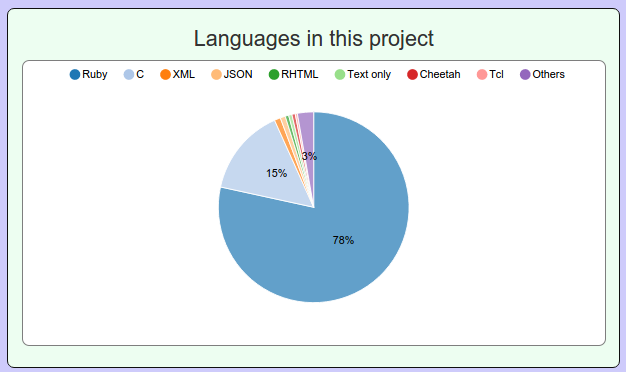 Languages in this project
Ruby C XML JSON RHTML Text only Cheetah Tcl Others
3%
15%
78%